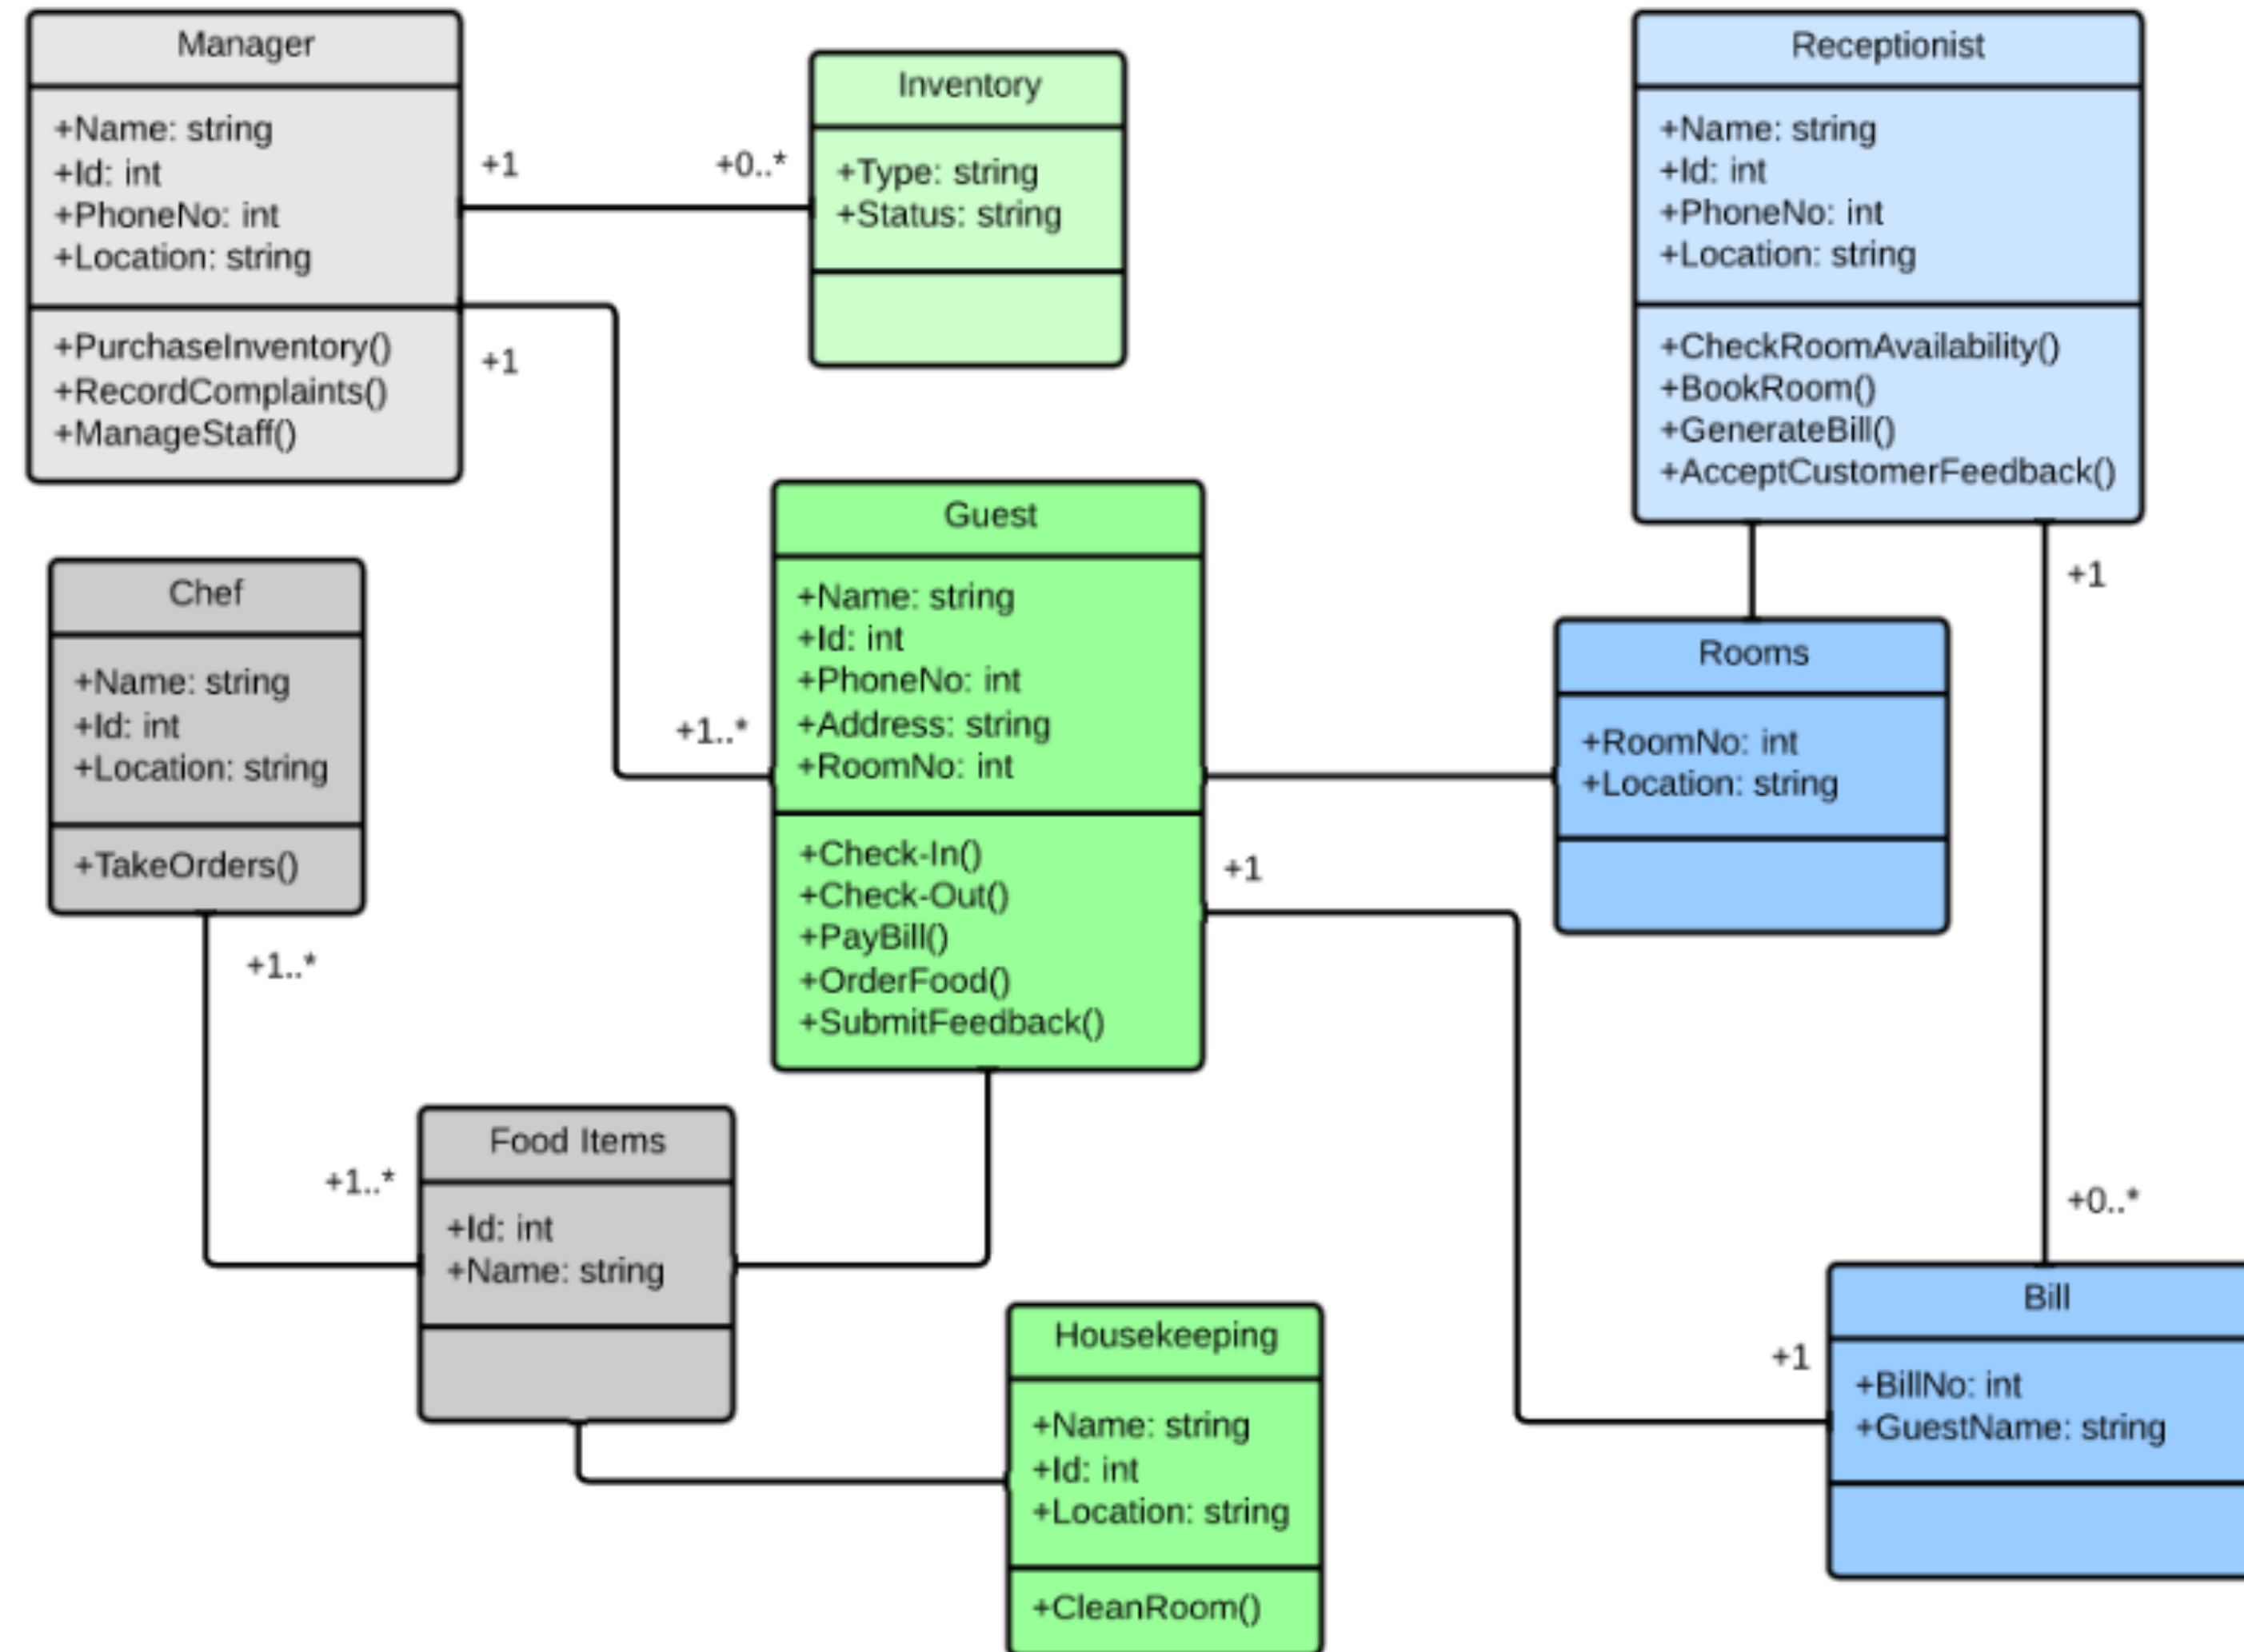 Manager
+Name: string
+Id: int
+PhoneNo: int
+Location: string
+PurchaseInventory()
+RecordComplaints()
+ManageStaff()
+1
+0..*
+1
Inventory
+Type: string
+Status: string
Receptionist
+Name: string
+Id: int
+PhoneNo: int
+Location: string
+CheckRoomAvailability()
+BookRoom()
+GenerateBill()
+AcceptCustomerFeedback()
+1
Chef
+Name: string
+Id: int
+Location: string
+TakeOrders()
+1..*
+1..*
Guest
+Name: string
+Id: int
+PhoneNo: int
+Address: string
+RoomNo: int
+Check-In()
+Check-Out()
+PayBill()
+OrderFood()
+SubmitFeedback()
+1
Rooms
+RoomNo: int
+Location: string
+1..*
Food Items
+Id: int
+Name: string
Housekeeping
+Name: string
+Id: int
+Location: string
+CleanRoom()
+0..*
+1
Bill
+BillNo: int
+GuestName: string